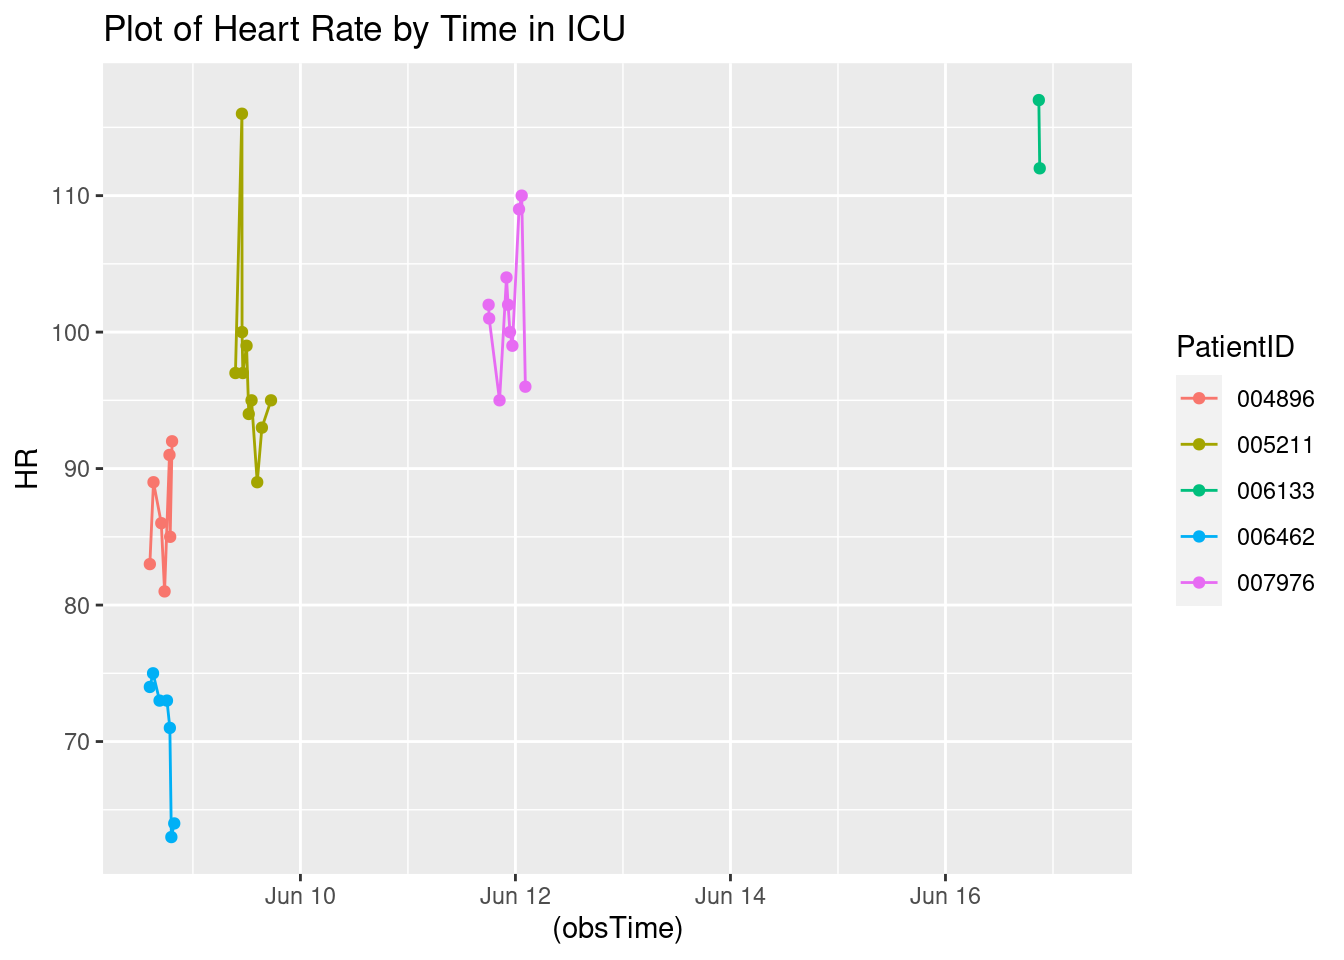 Plot of Heart Rate by Time in ICU
110
100
90
80
70
HR
Jun 10
Jun 12
Jun 14
Jun 16
(obsTime)
PatientID
004896
005211
006133
006462
007976